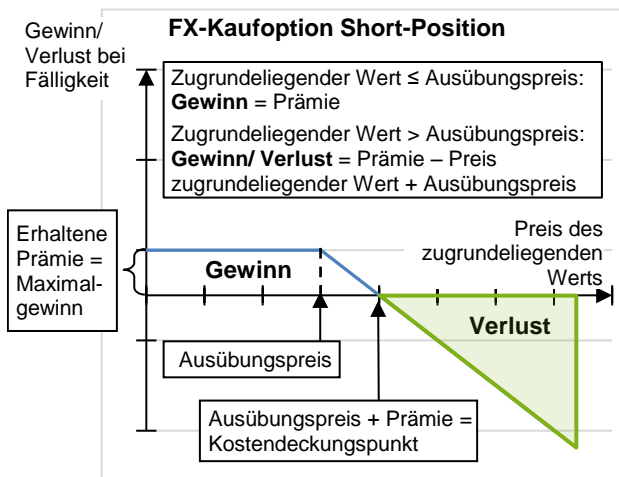 Gewinn/
Verlust bei
Fälligkeit
FX-Kaufoption Short-Position
Zugrundeliegender Wert ≤ Ausübungspreis:
Gewinn = Prämie
Zugrundeliegender Wert > Ausübungspreis:
Gewinn/ Verlust = Prämie – Preis
zugrundeliegender Wert + Ausübungspreis
Erhaltene
Prämie =
Maximal-
gewinn
Gewinn
Preis des
zugrundeliegenden
Werts
Verlust
Ausübungspreis
Ausübungspreis + Prämie =
Kostendeckungspunkt